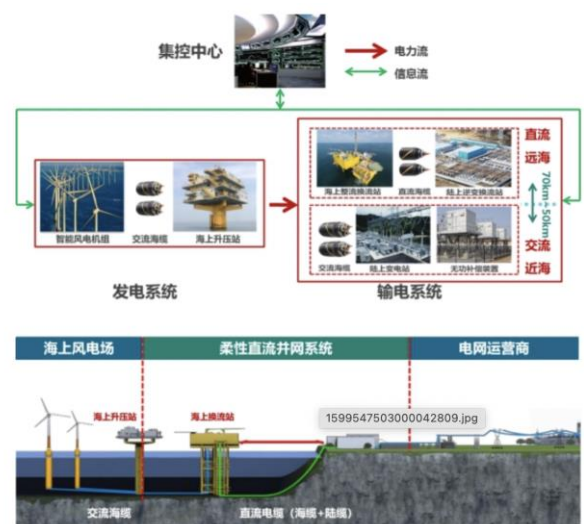 集控中心
电力流
信息流
直流
远海
海上整流换流站
直流海缆
陆上逆变换流站
70km
50km
智能风电机组
交流海缆
海上升压站
交流海缆
陆上变电站
无功补偿装置
交流
近海
发电系统
输电系统
海上风电场
柔性直流并网系统
电网运营商
海上升压站
海上换流站
1599547503000042809.jpg
交流海缆
直流电缆（海缆+陆缆）